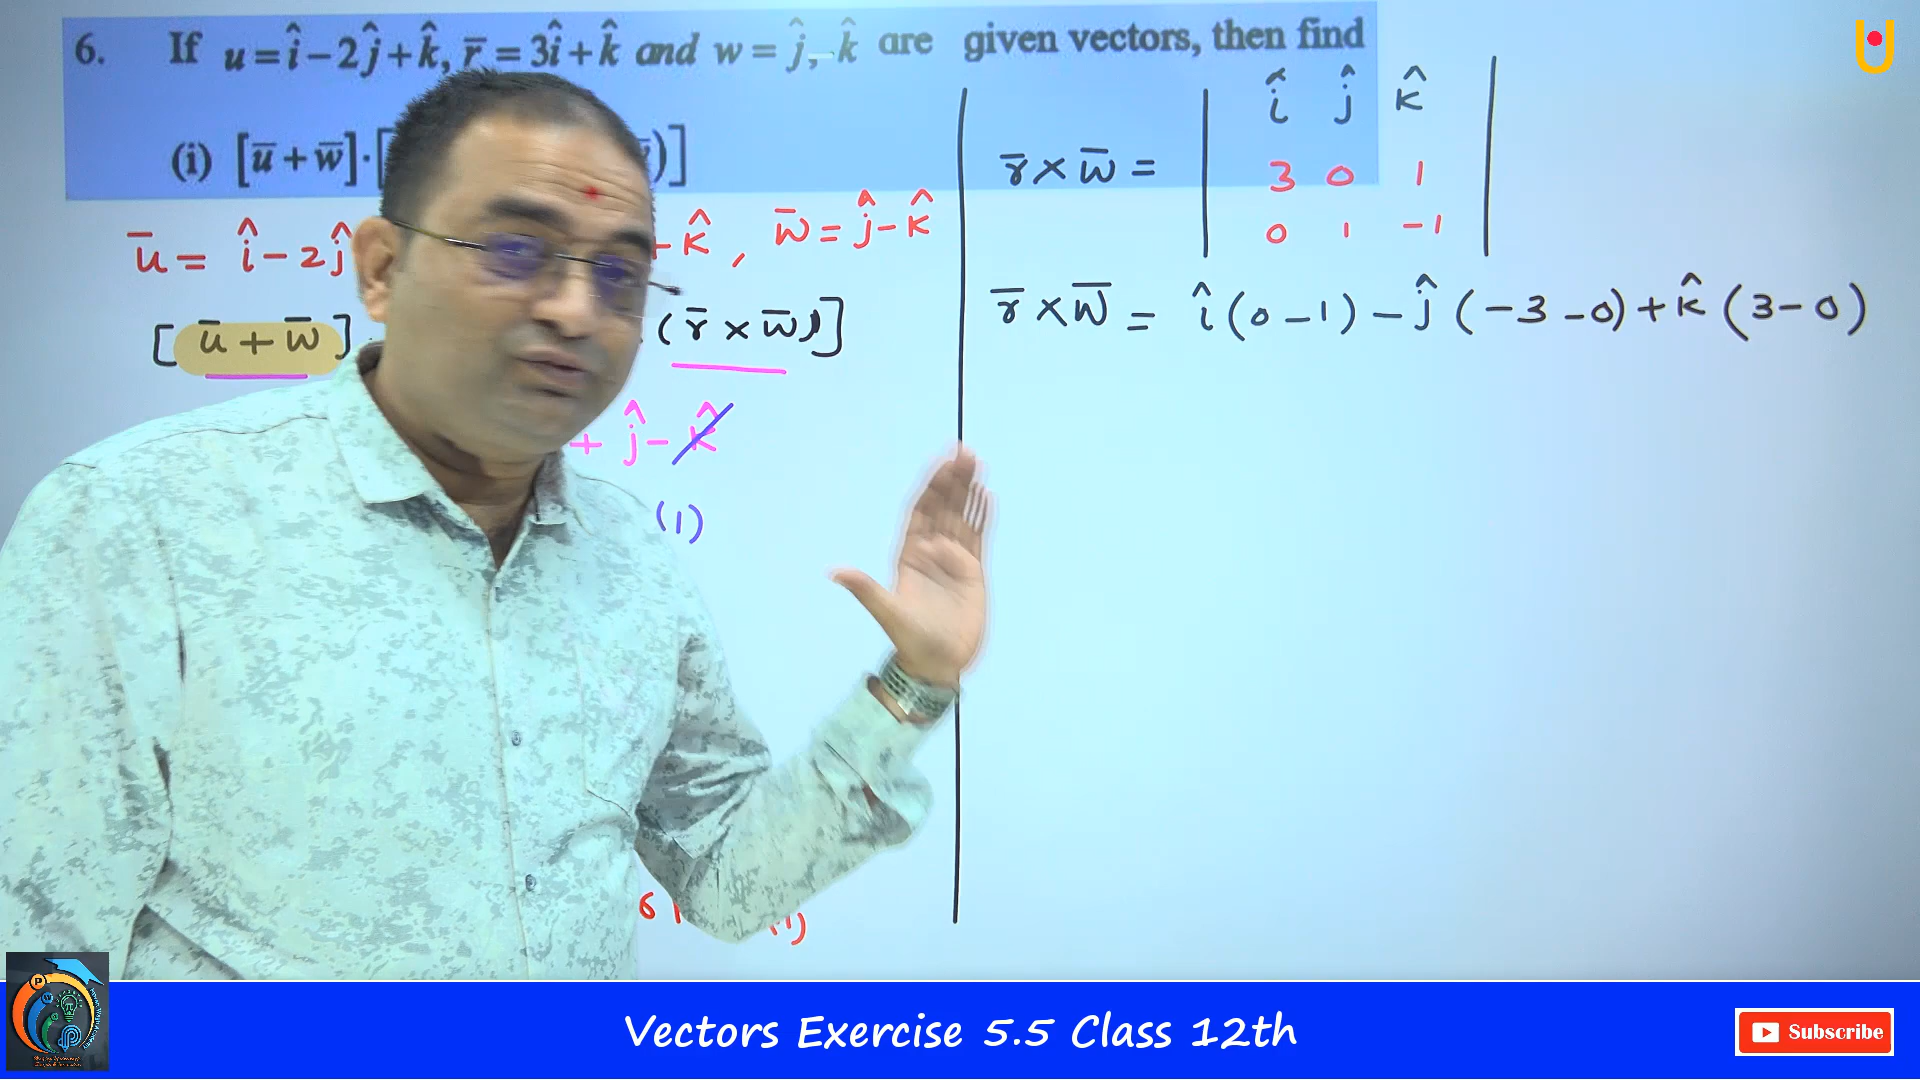 6. If u = î − 2ĵ + k̂, r̄ = 3î + k̂ and w = ĵ, k̂ are given vectors, then find
(i) [ū + w̄]·[ )]
ū = î − 2ĵ − k̂, w̄ = ĵ − k̂
[ū + w̄]· (r̄ × w̄)]
+ ĵ − k̂
(1)
r̄ × w̄ = | î ĵ k̂
3 0 1
0 1 −1 |
r̄ × w̄ = î(0 − 1) − ĵ(−3 − 0) + k̂(3 − 0)
Vectors Exercise 5.5 Class 12th
Subscribe